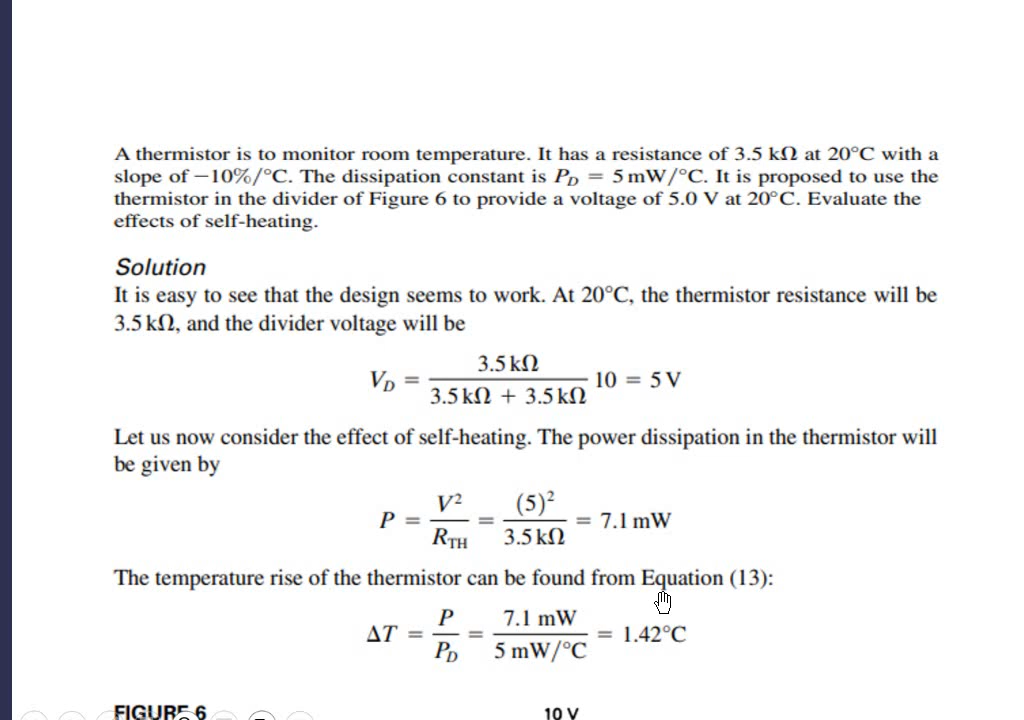 A thermistor is to monitor room temperature. It has a resistance of 3.5 kΩ at 20°C with a
slope of −10%/°C. The dissipation constant is P_D = 5 mW/°C. It is proposed to use the
thermistor in the divider of Figure 6 to provide a voltage of 5.0 V at 20°C. Evaluate the
effects of self-heating.
Solution
It is easy to see that the design seems to work. At 20°C, the thermistor resistance will be
3.5 kΩ, and the divider voltage will be
V_D = 3.5 kΩ / (3.5 kΩ + 3.5 kΩ) 10 = 5 V
Let us now consider the effect of self-heating. The power dissipation in the thermistor will
be given by
P = V² / R_TH = (5)² / 3.5 kΩ = 7.1 mW
The temperature rise of the thermistor can be found from Equation (13):
ΔT = P / P_D = 7.1 mW / 5 mW/°C = 1.42°C
FIGURE 6
10 V